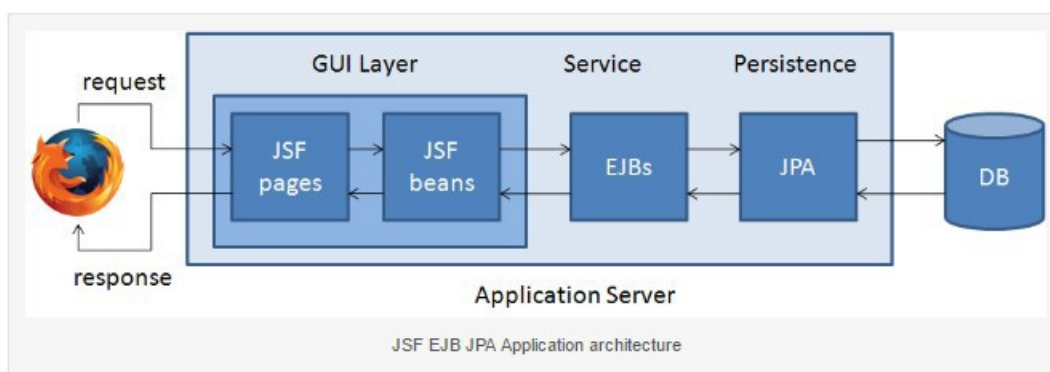 GUI Layer
Service
Persistence
request
JSF
pages
JSF
beans
EJBs
JPA
DB
response
Application Server
JSF EJB JPA Application architecture